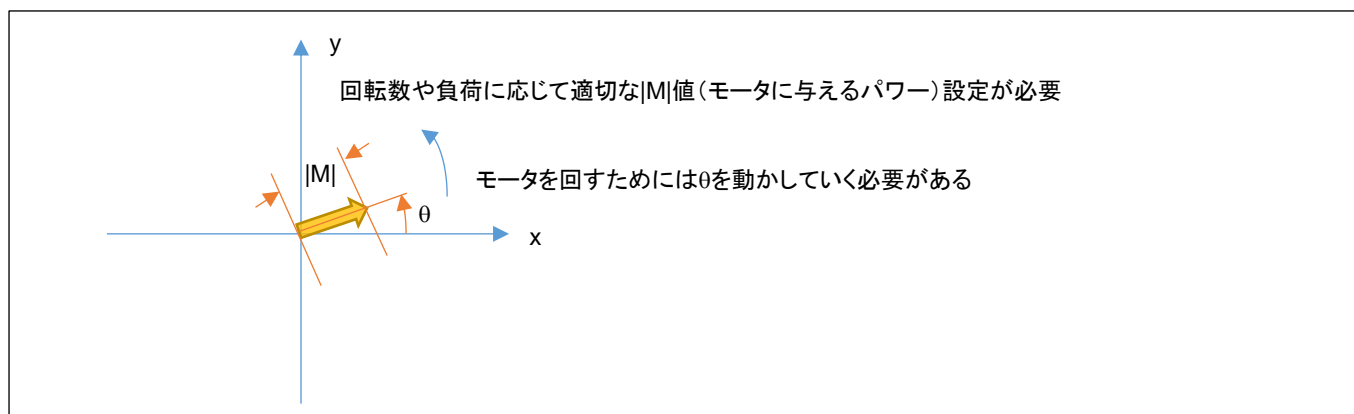 y
回転数や負荷に応じて適切な|M|値(モータに与えるパワー)設定が必要
|M|
モータを回すためにはθを動かしていく必要がある
θ
x